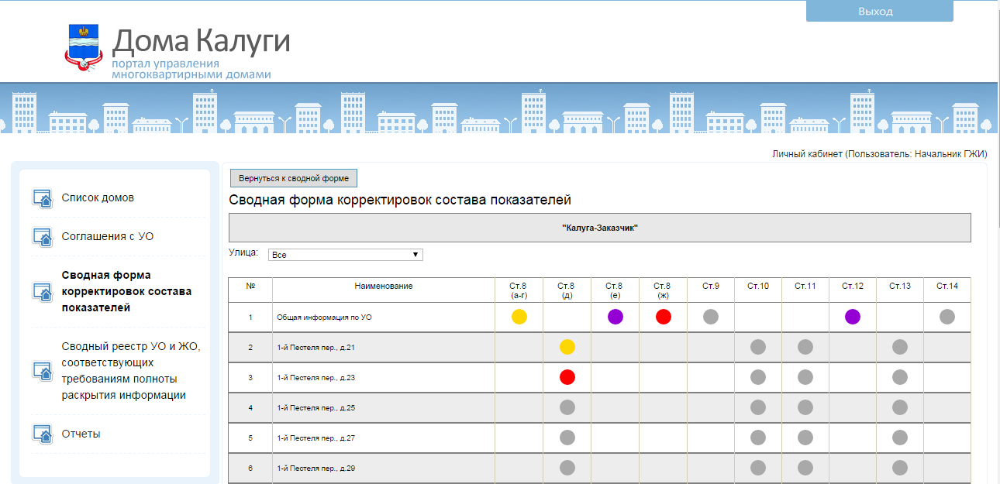 Выход
Дома Калуги
портал управления
многоквартирными домами
Личный кабинет (Пользователь: Начальник ГЖИ)
Список домов
Соглашения с УО
Сводная форма
корректировок состава
показателей
Сводный реестр УО и ЖО,
соответствующих
требованиям полноты
раскрытия информации
Отчеты
Вернуться к сводной форме
Сводная форма корректировок состава показателей
"Калуга-Заказчик"
Улица: Все
№ Наименование Ст.8 (а-г) Ст.8 (д) Ст.8 (е) Ст.8 (ж) Ст.9 Ст.10 Ст.11 Ст.12 Ст.13 Ст.14
1 Общая информация по УО
2 1-й Пестеля пер., д.21
3 1-й Пестеля пер., д.23
4 1-й Пестеля пер., д.25
5 1-й Пестеля пер., д.27
6 1-й Пестеля пер., д.29